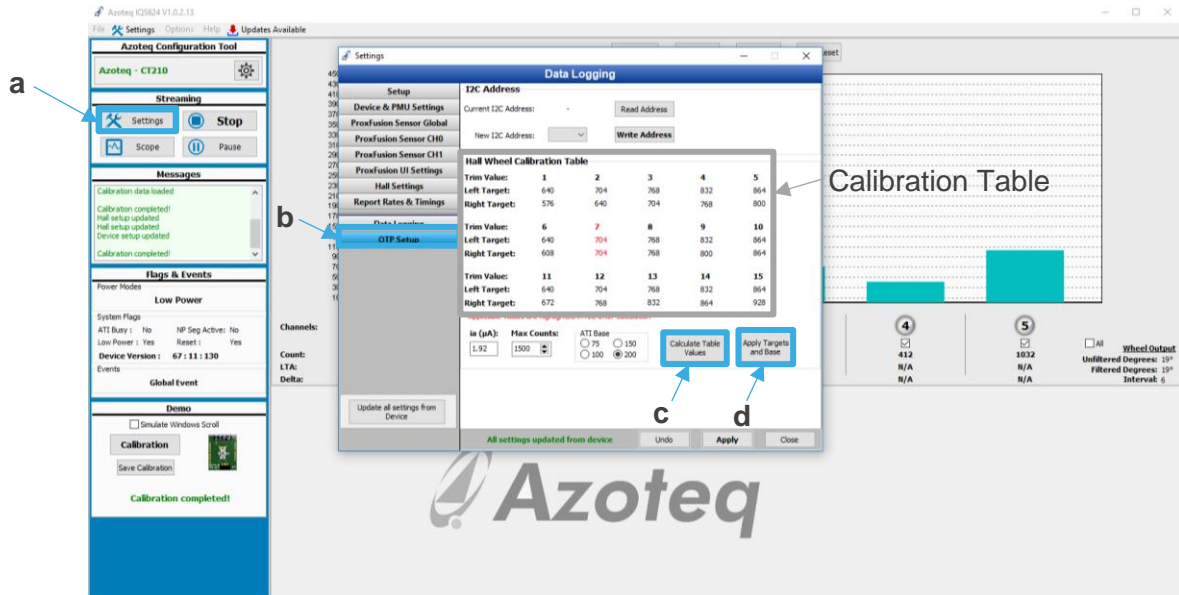 Azoteq IQS624 V1.0.2.13
File Settings Options Help Updates Available
Azoteq Configuration Tool
Azoteq - CT210
a
Streaming
Settings
Stop
Scope
Pause
Messages
Calibration data loaded
Calibration completed!
Hall setup updated
Hall setup updated
Device setup updated
Calibration completed!
Flags & Events
Power Modes
Low Power
System Flags
ATI Busy : No NP Seg Active: No
Low Power : Yes Reset : Yes
Device Version : 67 : 11 : 130
Events
Global Event
Demo
Simulate Windows Scroll
Calibration
Save Calibration
Calibration completed!
Settings
Data Logging
Setup
Device & PMU Settings
ProxFusion Sensor Global
ProxFusion Sensor CH0
ProxFusion Sensor CH1
ProxFusion UI Settings
Hall Settings
Report Rates & Timings
Data Logging
b
OTP Setup
Update all settings from
Device
I2C Address
Current I2C Address: - Read Address
New I2C Address: Write Address
Hall Wheel Calibration Table
Trim Value: 1 2 3 4 5
Left Target: 640 704 768 832 864
Right Target: 576 640 704 768 800
Trim Value: 6 7 8 9 10
Left Target: 640 704 768 832 864
Right Target: 608 704 768 800 864
Trim Value: 11 12 13 14 15
Left Target: 640 704 768 832 864
Right Target: 672 768 832 864 928
Calibration Table
ia (µA): Max Counts: ATI Base
1.92 1500 75 150
100 200
Calculate Table
Values
Apply Targets
and Base
c d
All settings updated from device Undo Apply Close
Channels: 4 5
Count: 412 1032
LTA: N/A N/A
Delta: N/A N/A
All Wheel Output
Unfiltered Degrees: 19°
Filtered Degrees: 19°
Interval: 6
Azoteq